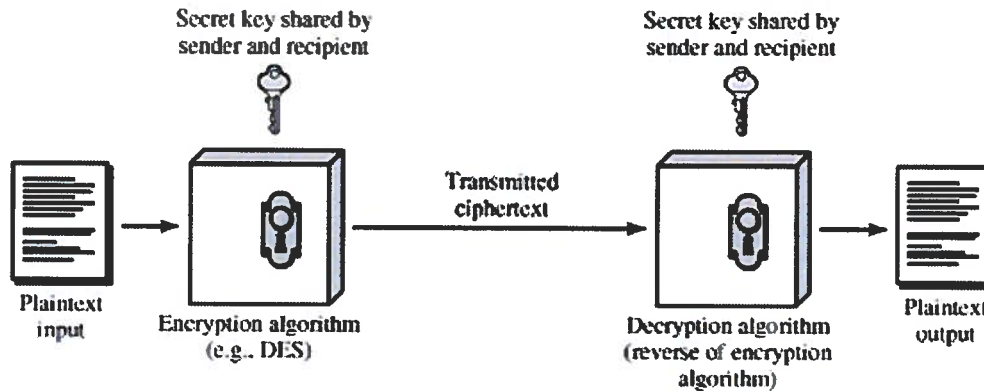 Secret key shared by
sender and recipient
Secret key shared by
sender and recipient
Transmitted
ciphertext
Plaintext
input
Encryption algorithm
(e.g., DES)
Decryption algorithm
(reverse of encryption
algorithm)
Plaintext
output